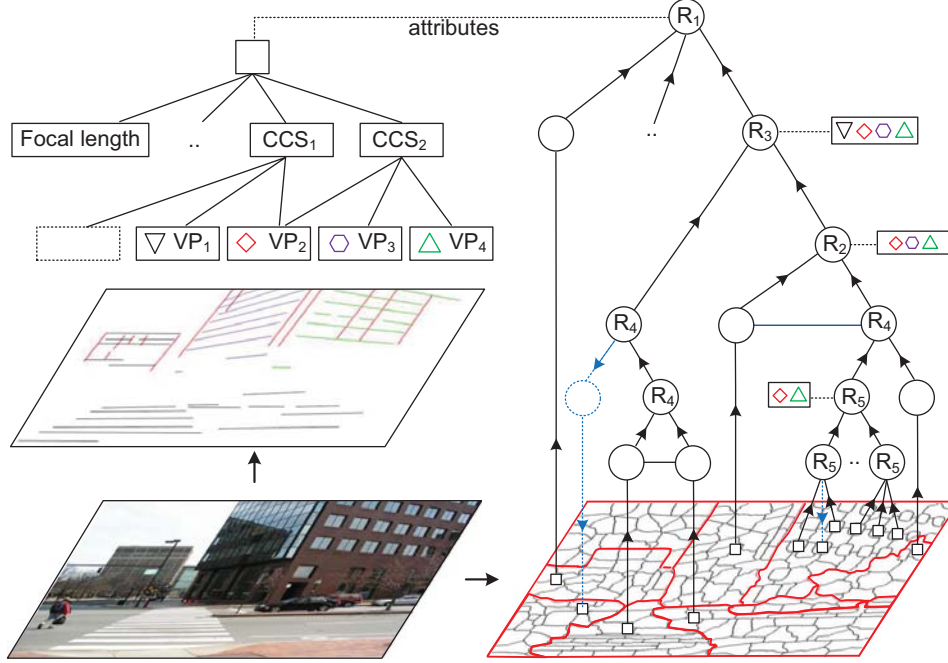 R1
attributes
Focal length
..
CCS1
CCS2
..
R3
VP1
VP2
VP3
VP4
R2
R4
R4
R4
R5
R5
..
R5